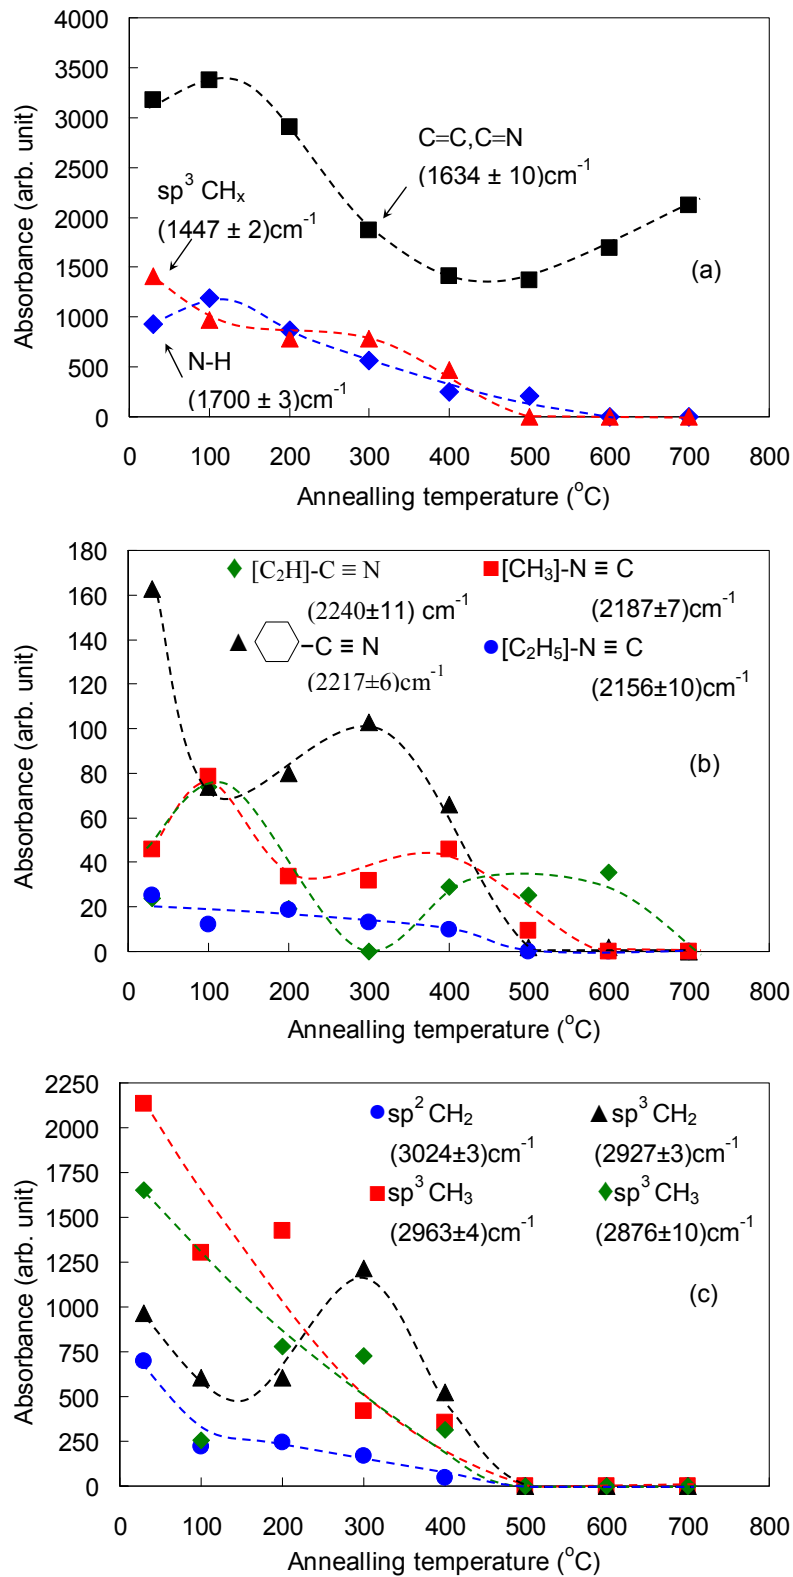 4000
3500
3000
2500
2000
1500
1000
500
0
Absorbance (arb. unit)
C=C,C=N
(1634 ± 10)cm⁻¹
sp³ CHₓ
(1447 ± 2)cm⁻¹
(a)
N-H
(1700 ± 3)cm⁻¹
0 100 200 300 400 500 600 700 800
Annealling temperature (°C)
180
160
140
120
100
80
60
40
20
0
Absorbance (arb. unit)
[C₂H]-C ≡ N
(2240±11) cm⁻¹
[CH₃]-N ≡ C
(2187±7)cm⁻¹
–C ≡ N
(2217±6)cm⁻¹
[C₂H₅]-N ≡ C
(2156±10)cm⁻¹
(b)
0 100 200 300 400 500 600 700 800
Annealling temperature (°C)
2250
2000
1750
1500
1250
1000
750
500
250
0
Absorbance (arb. unit)
sp² CH₂
(3024±3)cm⁻¹
sp³ CH₂
(2927±3)cm⁻¹
sp³ CH₃
(2963±4)cm⁻¹
sp³ CH₃
(2876±10)cm⁻¹
(c)
0 100 200 300 400 500 600 700 800
Annealling temperature (°C)